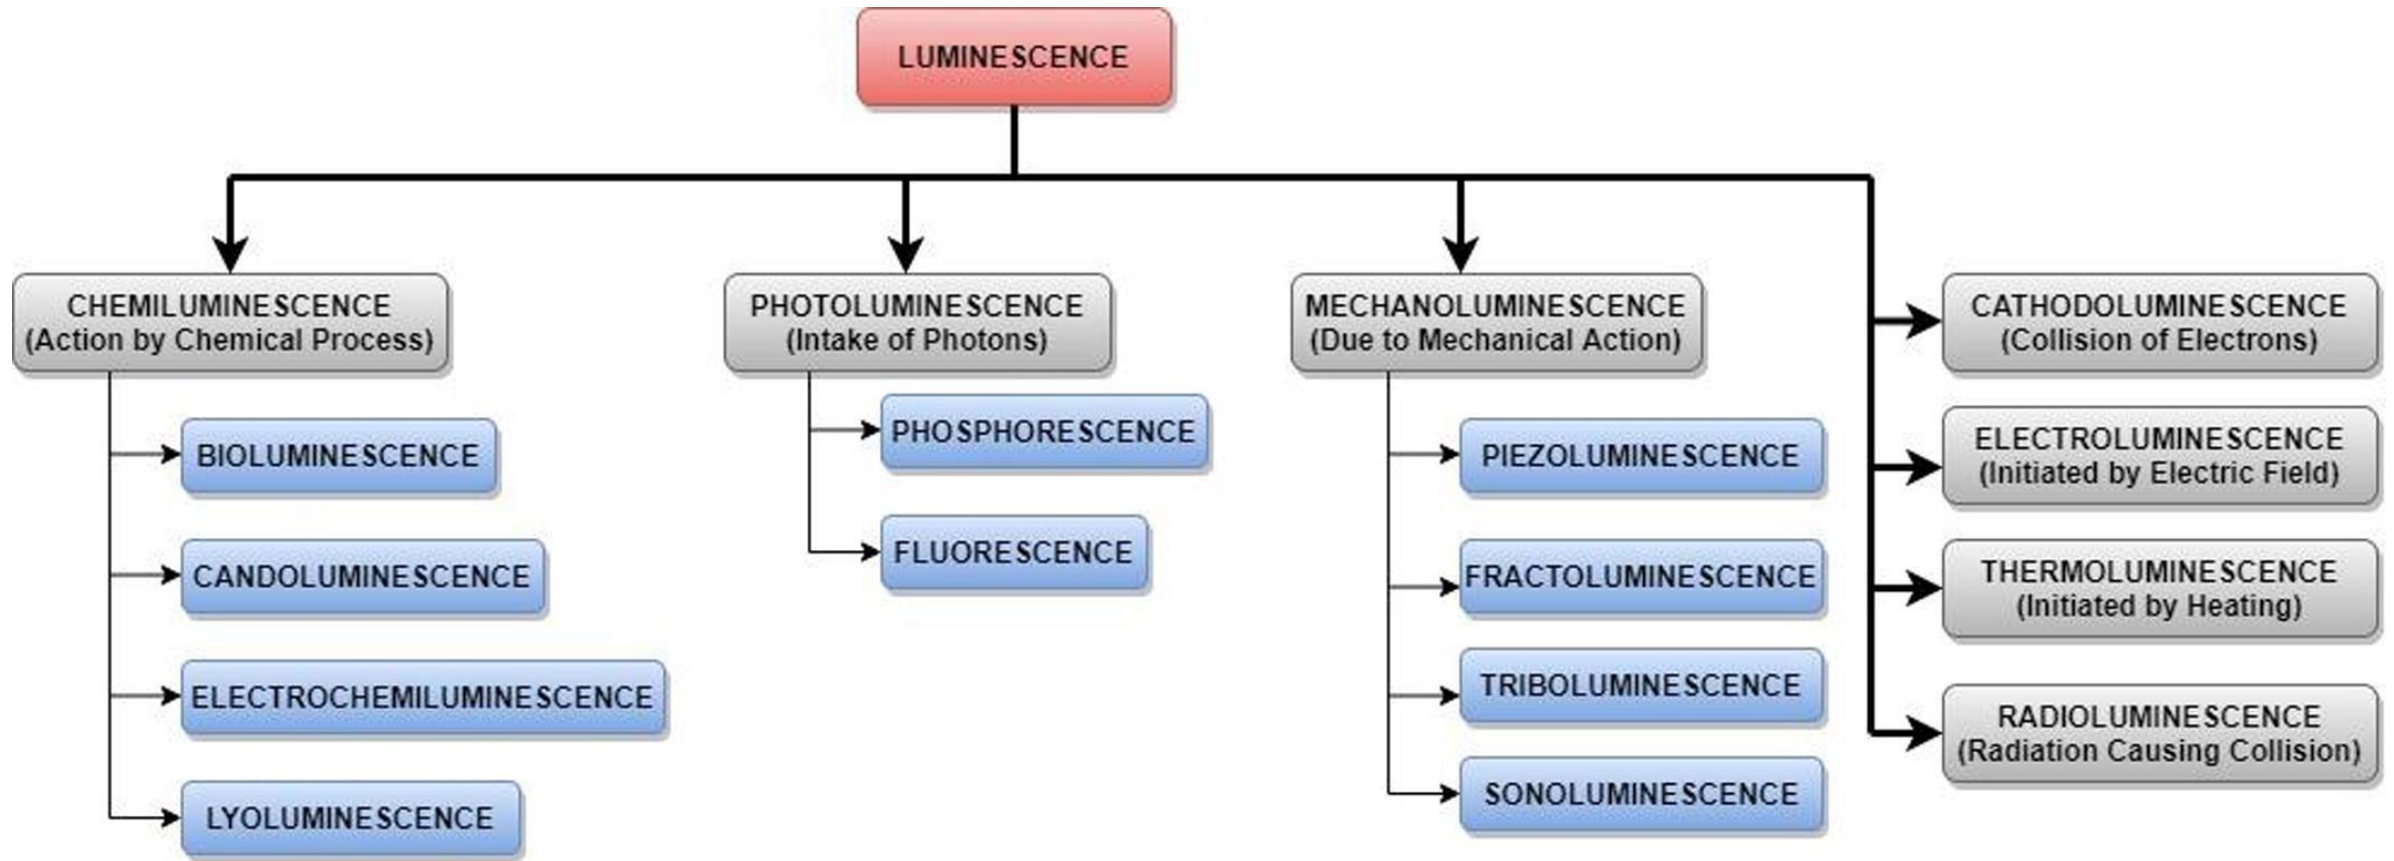 LUMINESCENCE
CHEMILUMINESCENCE
(Action by Chemical Process)
BIOLUMINESCENCE
CANDOLUMINESCENCE
ELECTROCHEMILUMINESCENCE
LYOLUMINESCENCE
PHOTOLUMINESCENCE
(Intake of Photons)
PHOSPHORESCENCE
FLUORESCENCE
MECHANOLUMINESCENCE
(Due to Mechanical Action)
PIEZOLUMINESCENCE
FRACTOLUMINESCENCE
TRIBOLUMINESCENCE
SONOLUMINESCENCE
CATHODOLUMINESCENCE
(Collision of Electrons)
ELECTROLUMINESCENCE
(Initiated by Electric Field)
THERMOLUMINESCENCE
(Initiated by Heating)
RADIOLUMINESCENCE
(Radiation Causing Collision)